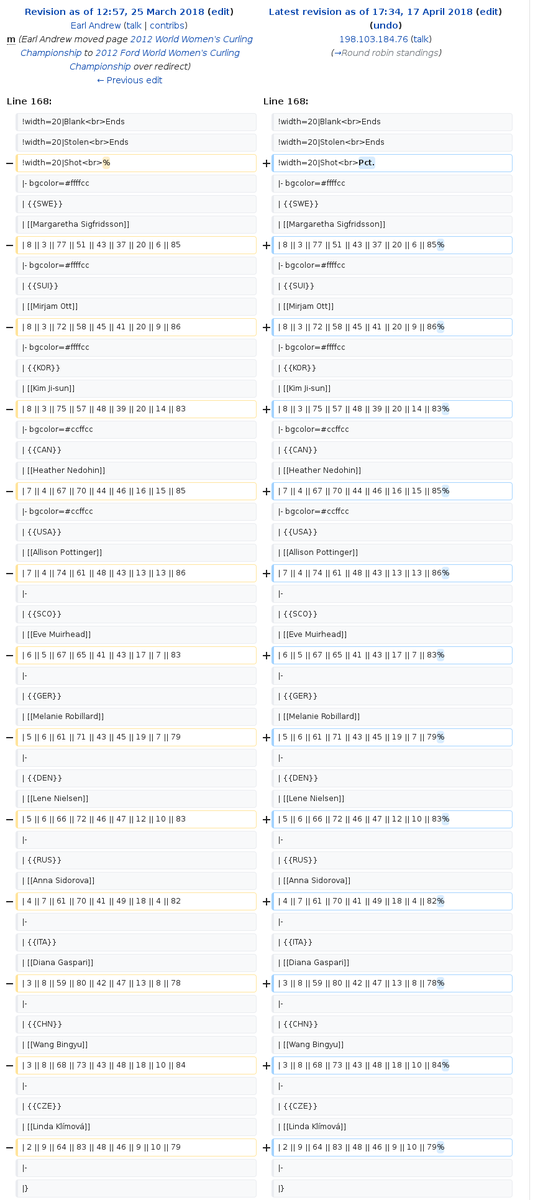 Revision as of 12:57, 25 March 2018 (edit)
Earl Andrew (talk | contribs)
m (Earl Andrew moved page 2012 World Women's Curling
Championship to 2012 Ford World Women's Curling
Championship over redirect)
← Previous edit
Latest revision as of 17:34, 17 April 2018 (edit)
(undo)
198.103.184.76 (talk)
(→Round robin standings)
Line 168:
Line 168:
!width=20|Blank<br>Ends
!width=20|Blank<br>Ends
!width=20|Stolen<br>Ends
!width=20|Stolen<br>Ends
− !width=20|Shot<br>%
+ !width=20|Shot<br>Pct.
|- bgcolor=#ffffcc
|- bgcolor=#ffffcc
| {{SWE}}
| {{SWE}}
| [[Margaretha Sigfridsson]]
| [[Margaretha Sigfridsson]]
− | 8 || 3 || 77 || 51 || 43 || 37 || 20 || 6 || 85
+ | 8 || 3 || 77 || 51 || 43 || 37 || 20 || 6 || 85%
|- bgcolor=#ffffcc
|- bgcolor=#ffffcc
| {{SUI}}
| {{SUI}}
| [[Mirjam Ott]]
| [[Mirjam Ott]]
− | 8 || 3 || 72 || 58 || 45 || 41 || 20 || 9 || 86
+ | 8 || 3 || 72 || 58 || 45 || 41 || 20 || 9 || 86%
|- bgcolor=#ffffcc
|- bgcolor=#ffffcc
| {{KOR}}
| {{KOR}}
| [[Kim Ji-sun]]
| [[Kim Ji-sun]]
− | 8 || 3 || 75 || 57 || 48 || 39 || 20 || 14 || 83
+ | 8 || 3 || 75 || 57 || 48 || 39 || 20 || 14 || 83%
|- bgcolor=#ccffcc
|- bgcolor=#ccffcc
| {{CAN}}
| {{CAN}}
| [[Heather Nedohin]]
| [[Heather Nedohin]]
− | 7 || 4 || 67 || 70 || 44 || 46 || 16 || 15 || 85
+ | 7 || 4 || 67 || 70 || 44 || 46 || 16 || 15 || 85%
|- bgcolor=#ccffcc
|- bgcolor=#ccffcc
| {{USA}}
| {{USA}}
| [[Allison Pottinger]]
| [[Allison Pottinger]]
− | 7 || 4 || 74 || 61 || 48 || 43 || 13 || 13 || 86
+ | 7 || 4 || 74 || 61 || 48 || 43 || 13 || 13 || 86%
|-
|-
| {{SCO}}
| {{SCO}}
| [[Eve Muirhead]]
| [[Eve Muirhead]]
− | 6 || 5 || 67 || 65 || 41 || 43 || 17 || 7 || 83
+ | 6 || 5 || 67 || 65 || 41 || 43 || 17 || 7 || 83%
|-
|-
| {{GER}}
| {{GER}}
| [[Melanie Robillard]]
| [[Melanie Robillard]]
− | 5 || 6 || 61 || 71 || 43 || 45 || 19 || 7 || 79
+ | 5 || 6 || 61 || 71 || 43 || 45 || 19 || 7 || 79%
|-
|-
| {{DEN}}
| {{DEN}}
| [[Lene Nielsen]]
| [[Lene Nielsen]]
− | 5 || 6 || 66 || 72 || 46 || 47 || 12 || 10 || 83
+ | 5 || 6 || 66 || 72 || 46 || 47 || 12 || 10 || 83%
|-
|-
| {{RUS}}
| {{RUS}}
| [[Anna Sidorova]]
| [[Anna Sidorova]]
− | 4 || 7 || 61 || 70 || 41 || 49 || 18 || 4 || 82
+ | 4 || 7 || 61 || 70 || 41 || 49 || 18 || 4 || 82%
|-
|-
| {{ITA}}
| {{ITA}}
| [[Diana Gaspari]]
| [[Diana Gaspari]]
− | 3 || 8 || 59 || 80 || 42 || 47 || 13 || 8 || 78
+ | 3 || 8 || 59 || 80 || 42 || 47 || 13 || 8 || 78%
|-
|-
| {{CHN}}
| {{CHN}}
| [[Wang Bingyu]]
| [[Wang Bingyu]]
− | 3 || 8 || 68 || 73 || 43 || 48 || 18 || 10 || 84
+ | 3 || 8 || 68 || 73 || 43 || 48 || 18 || 10 || 84%
|-
|-
| {{CZE}}
| {{CZE}}
| [[Linda Klímová]]
| [[Linda Klímová]]
− | 2 || 9 || 64 || 83 || 48 || 46 || 9 || 10 || 79
+ | 2 || 9 || 64 || 83 || 48 || 46 || 9 || 10 || 79%
|-
|-
|}
|}